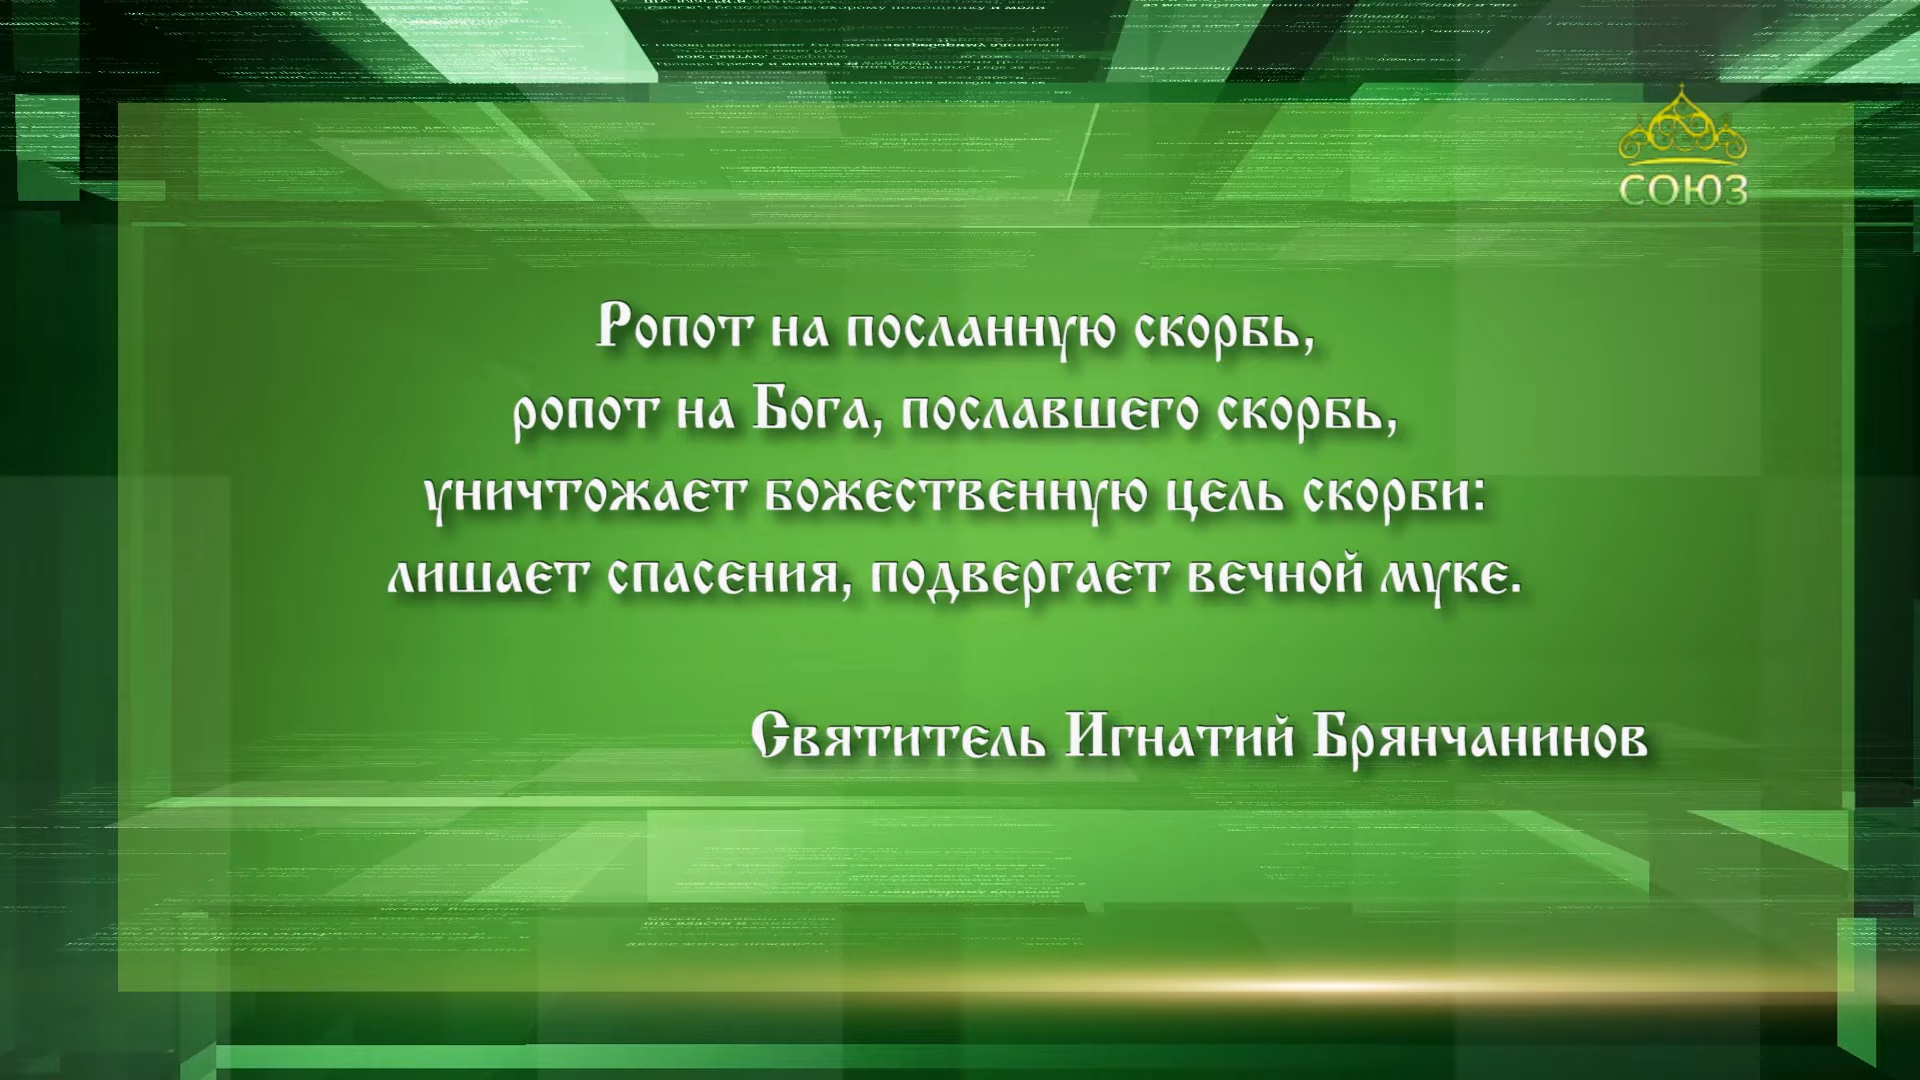 СОЮЗ
Ропот на посланную скорбь,
ропот на Бога, пославшего скорбь,
уничтожает божественную цель скорби:
лишает спасения, подвергает вечной муке.
Святитель Игнатий Брянчанинов